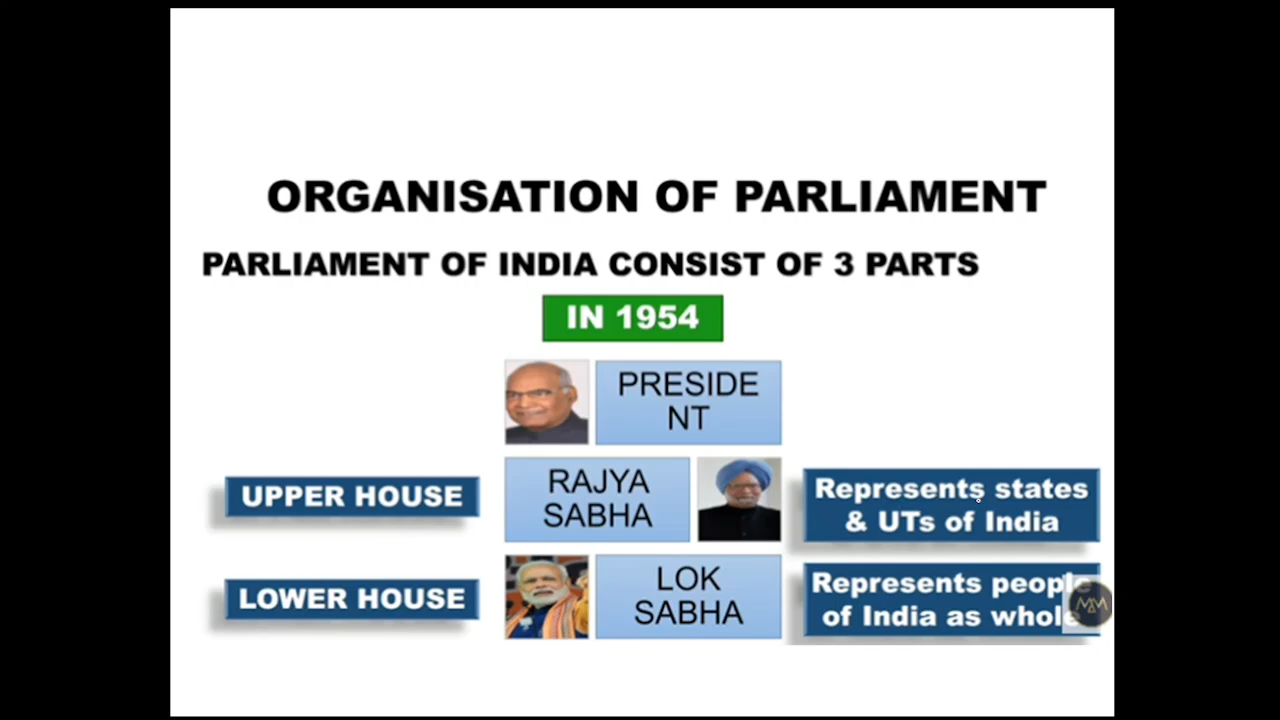 ORGANISATION OF PARLIAMENT
PARLIAMENT OF INDIA CONSIST OF 3 PARTS
IN 1954
PRESIDE
NT
UPPER HOUSE
RAJYA
SABHA
Represents states
& UTs of India
LOWER HOUSE
LOK
SABHA
Represents people
of India as whole